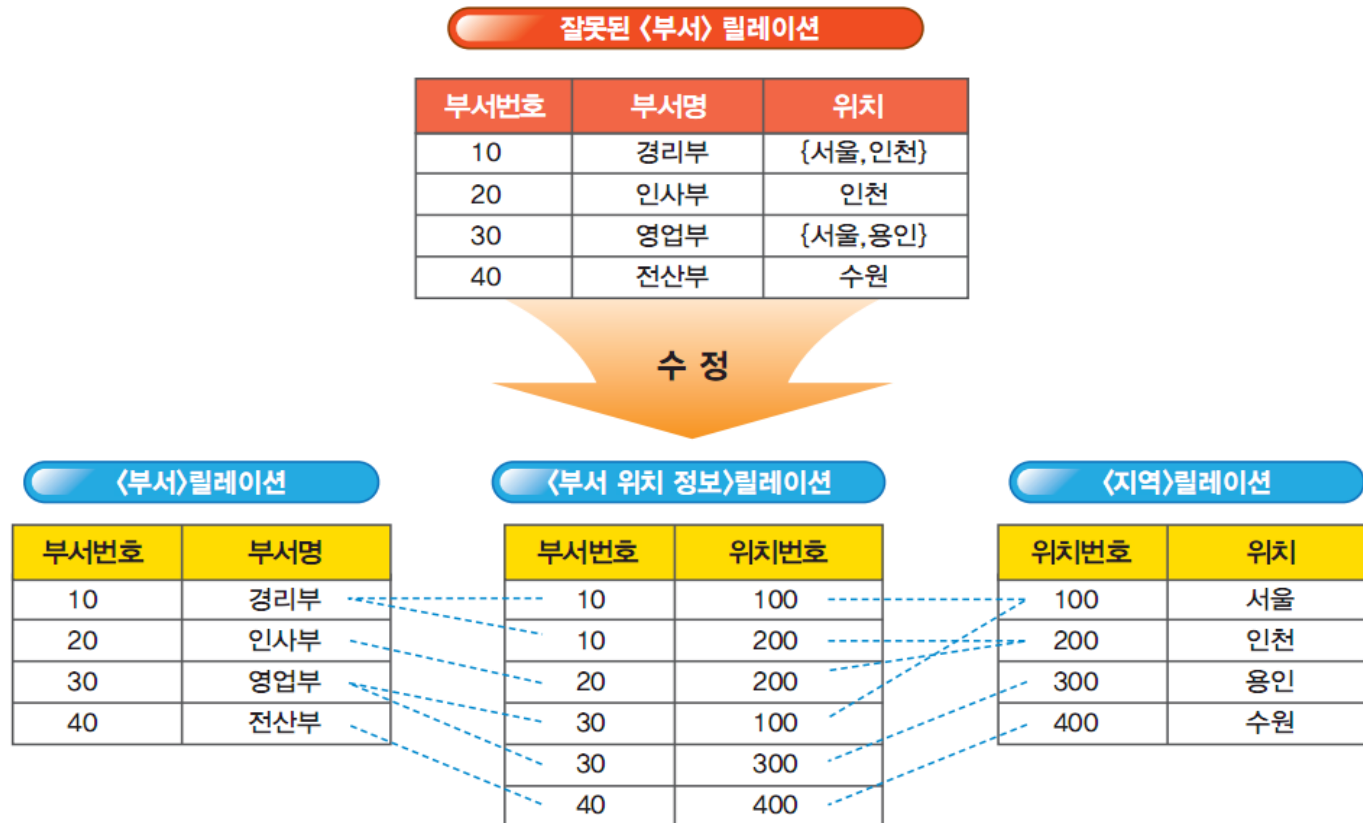 잘못된 〈부서〉 릴레이션
부서번호 부서명 위치
10 경리부 {서울,인천}
20 인사부 인천
30 영업부 {서울,용인}
40 전산부 수원
수 정
〈부서〉릴레이션
부서번호 부서명
10 경리부
20 인사부
30 영업부
40 전산부
〈부서 위치 정보〉릴레이션
부서번호 위치번호
10 100
10 200
20 200
30 100
30 300
40 400
〈지역〉릴레이션
위치번호 위치
100 서울
200 인천
300 용인
400 수원